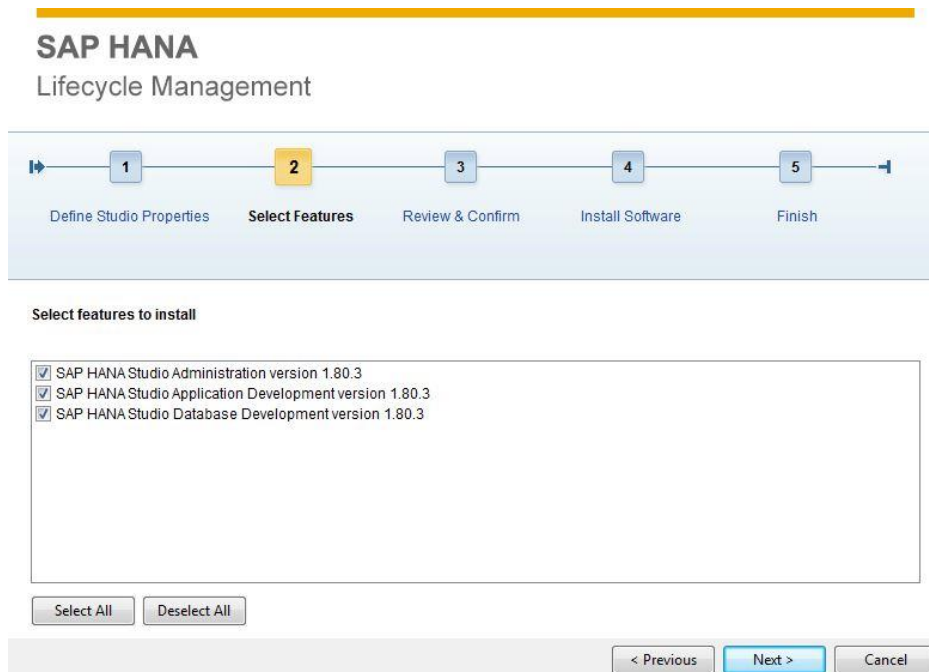 SAP HANA
Lifecycle Management
1 2 3 4 5
Define Studio Properties Select Features Review & Confirm Install Software Finish
Select features to install
SAP HANA Studio Administration version 1.80.3
SAP HANA Studio Application Development version 1.80.3
SAP HANA Studio Database Development version 1.80.3
Select All Deselect All
< Previous Next > Cancel